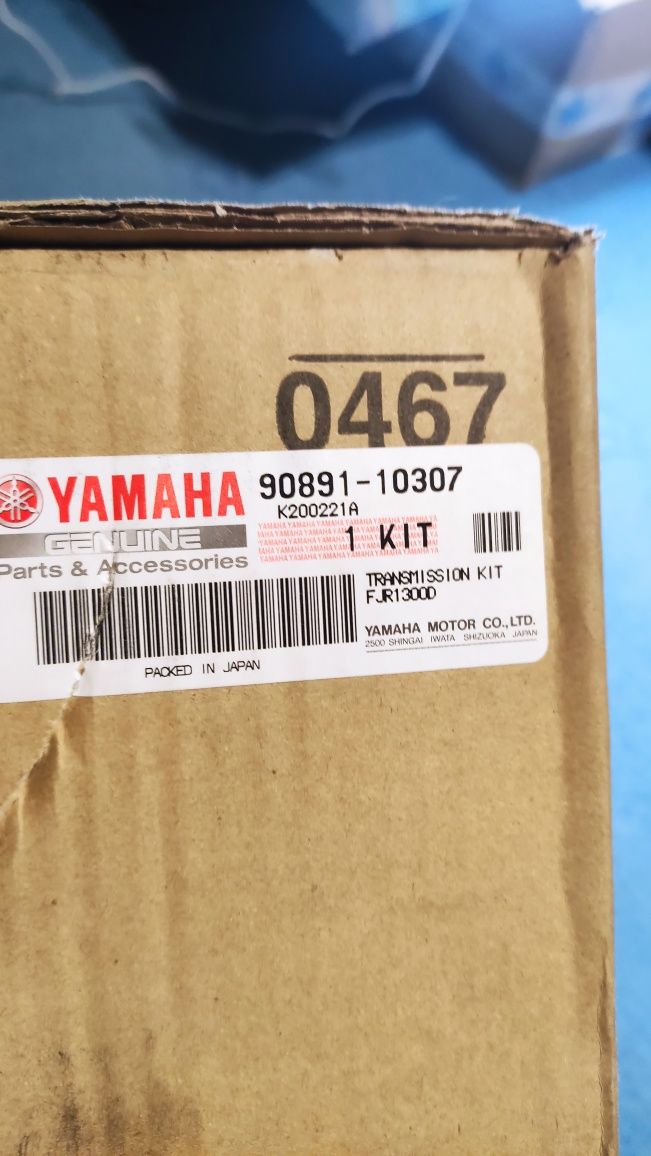 0467
YAMAHA
90891-10307
K200221A
GENUINE
1 KIT
Parts & Accessories
TRANSMISSION KIT
FJR1300D
YAMAHA MOTOR CO.,LTD.
2500 SHINGAI IWATA SHIZUOKA JAPAN
PACKED IN JAPAN